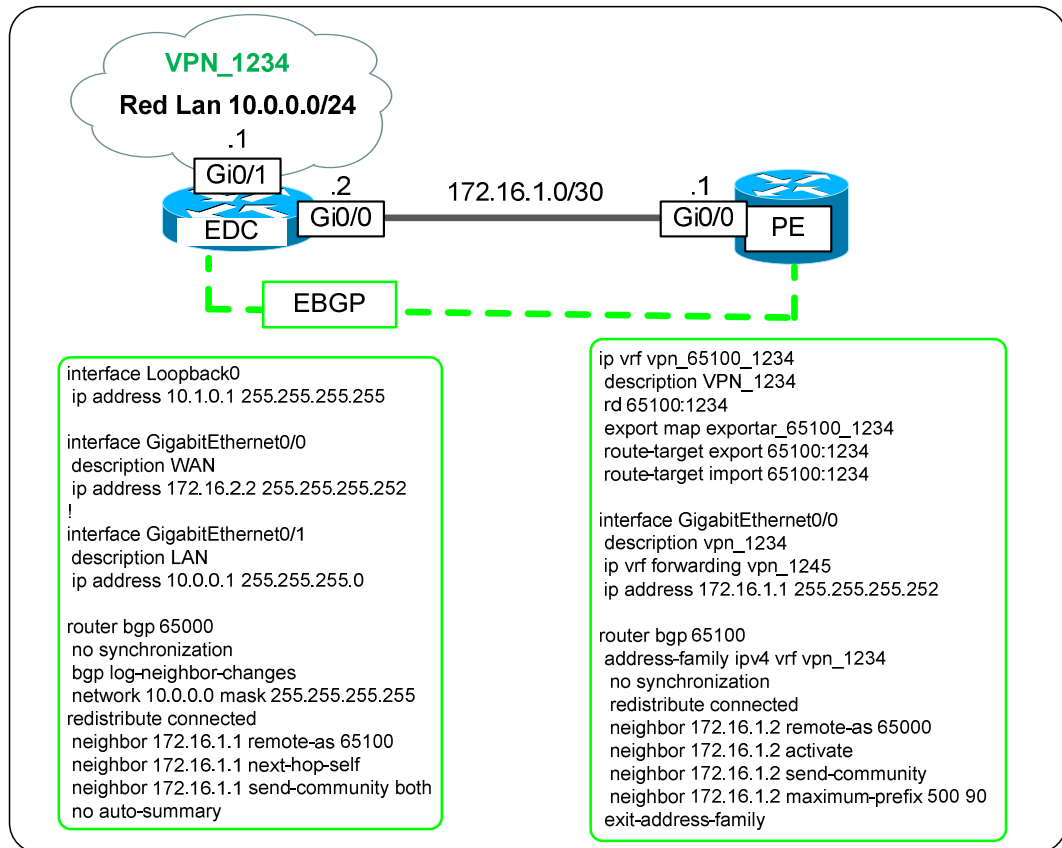 VPN_1234
Red Lan 10.0.0.0/24
.1
Gi0/1
.2
Gi0/0
EDC
172.16.1.0/30
.1
Gi0/0
PE
EBGP
interface Loopback0
ip address 10.1.0.1 255.255.255.255
interface GigabitEthernet0/0
description WAN
ip address 172.16.2.2 255.255.255.252
!
interface GigabitEthernet0/1
description LAN
ip address 10.0.0.1 255.255.255.0
router bgp 65000
no synchronization
bgp log-neighbor-changes
network 10.0.0.0 mask 255.255.255.255
redistribute connected
neighbor 172.16.1.1 remote-as 65100
neighbor 172.16.1.1 next-hop-self
neighbor 172.16.1.1 send-community both
no auto-summary
ip vrf vpn_65100_1234
description VPN_1234
rd 65100:1234
export map exportar_65100_1234
route-target export 65100:1234
route-target import 65100:1234
interface GigabitEthernet0/0
description vpn_1234
ip vrf forwarding vpn_1245
ip address 172.16.1.1 255.255.255.252
router bgp 65100
address-family ipv4 vrf vpn_1234
no synchronization
redistribute connected
neighbor 172.16.1.2 remote-as 65000
neighbor 172.16.1.2 activate
neighbor 172.16.1.2 send-community
neighbor 172.16.1.2 maximum-prefix 500 90
exit-address-family